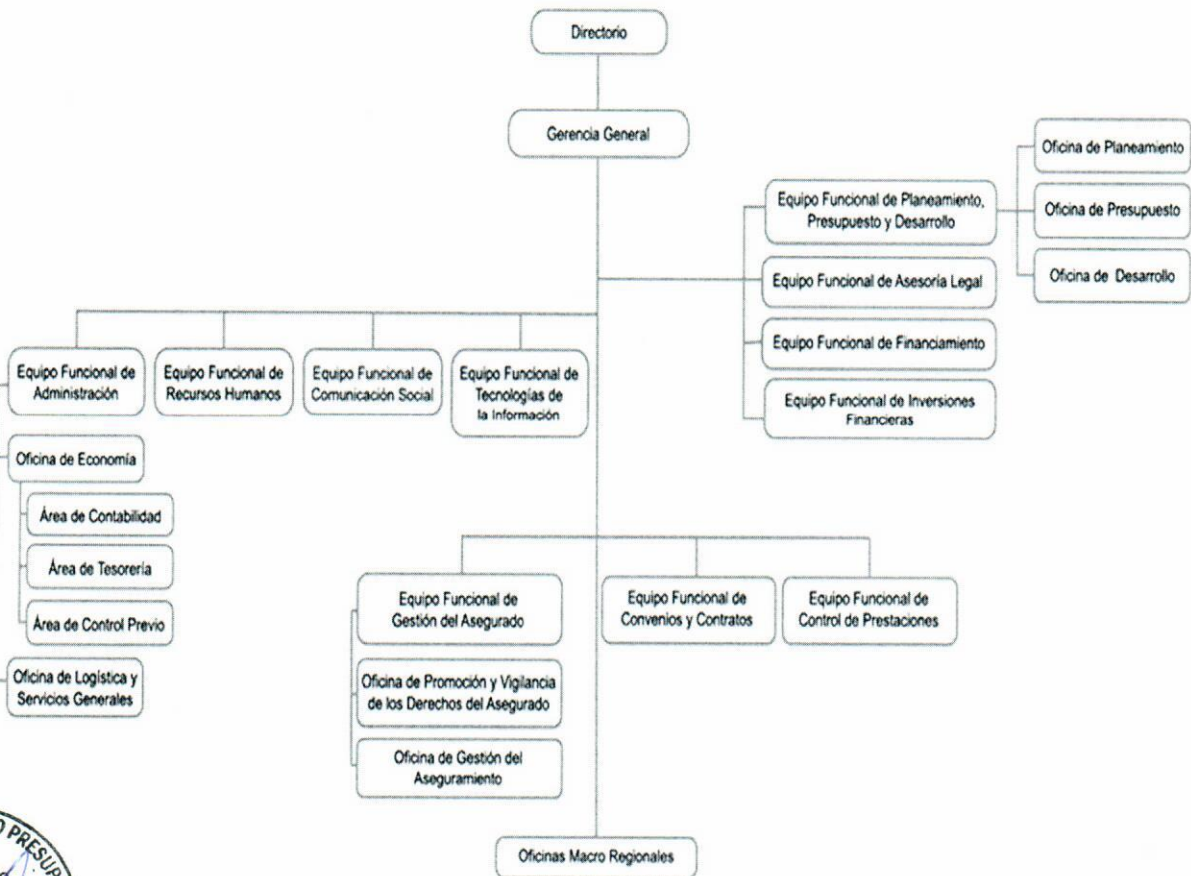 Directorio
Gerencia General
Oficina de Planeamiento
Equipo Funcional de Planeamiento,
Presupuesto y Desarrollo
Oficina de Presupuesto
Equipo Funcional de Asesoría Legal
Oficina de Desarrollo
Equipo Funcional de Financiamiento
Equipo Funcional de Inversiones
Financieras
Equipo Funcional de
Administración
Equipo Funcional de
Recursos Humanos
Equipo Funcional de
Comunicación Social
Equipo Funcional de
Tecnologías de
la Información
Oficina de Economía
Área de Contabilidad
Área de Tesorería
Área de Control Previo
Oficina de Logística y
Servicios Generales
Equipo Funcional de
Gestión del Asegurado
Equipo Funcional de
Convenios y Contratos
Equipo Funcional de
Control de Prestaciones
Oficina de Promoción y Vigilancia
de los Derechos del Asegurado
Oficina de Gestión del
Aseguramiento
Oficinas Macro Regionales